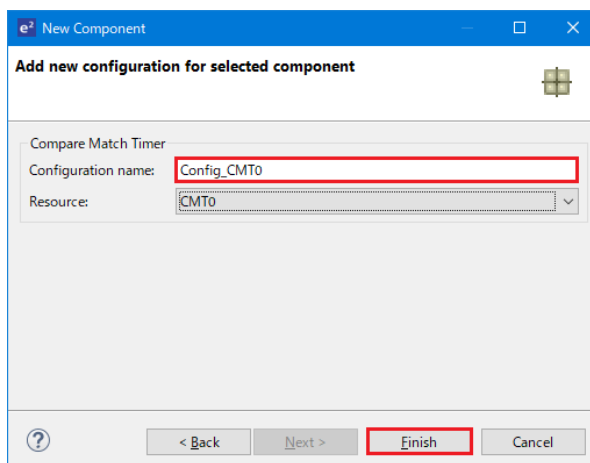 e² New Component
Add new configuration for selected component
Compare Match Timer
Configuration name: Config_CMT0
Resource: CMT0
? < Back Next > Finish Cancel